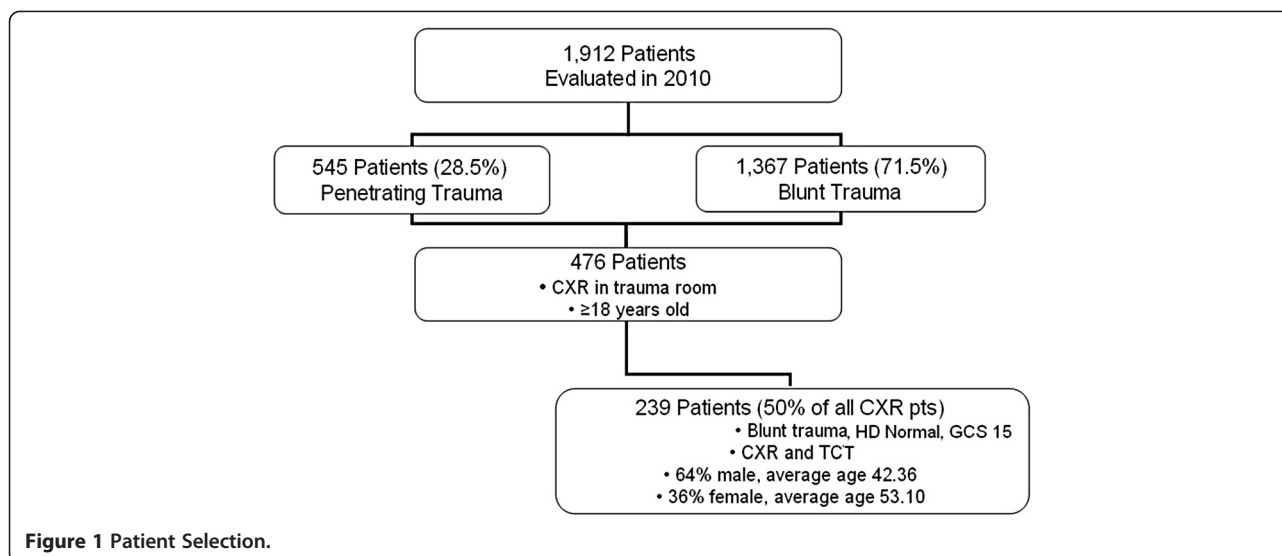 1,912 Patients
Evaluated in 2010
545 Patients (28.5%)
Penetrating Trauma
1,367 Patients (71.5%)
Blunt Trauma
476 Patients
• CXR in trauma room
• ≥18 years old
239 Patients (50% of all CXR pts)
• Blunt trauma, HD Normal, GCS 15
• CXR and TCT
• 64% male, average age 42.36
• 36% female, average age 53.10
Figure 1 Patient Selection.